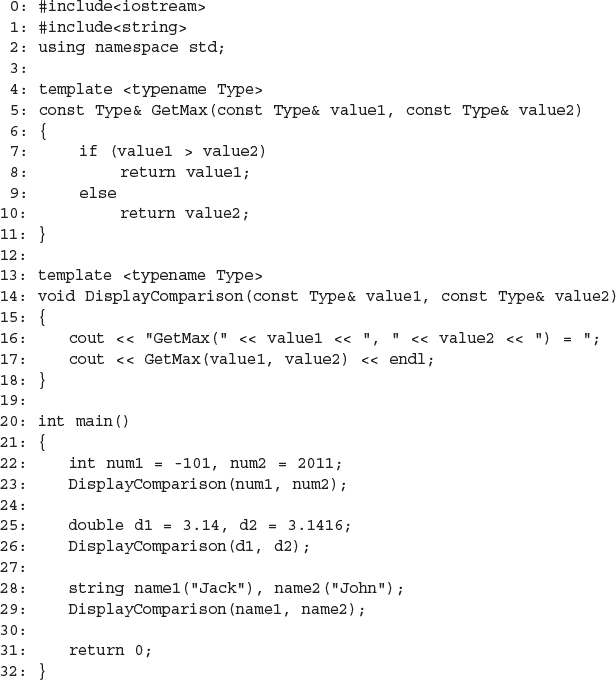 0: #include<iostream>
1: #include<string>
2: using namespace std;
3:
4: template <typename Type>
5: const Type& GetMax(const Type& value1, const Type& value2)
6: {
7:     if (value1 > value2)
8:         return value1;
9:     else
10:         return value2;
11: }
12:
13: template <typename Type>
14: void DisplayComparison(const Type& value1, const Type& value2)
15: {
16:    cout << "GetMax(" << value1 << ", " << value2 << ") = ";
17:    cout << GetMax(value1, value2) << endl;
18: }
19:
20: int main()
21: {
22:    int num1 = -101, num2 = 2011;
23:    DisplayComparison(num1, num2);
24:
25:    double d1 = 3.14, d2 = 3.1416;
26:    DisplayComparison(d1, d2);
27:
28:    string name1("Jack"), name2("John");
29:    DisplayComparison(name1, name2);
30:
31:    return 0;
32: }